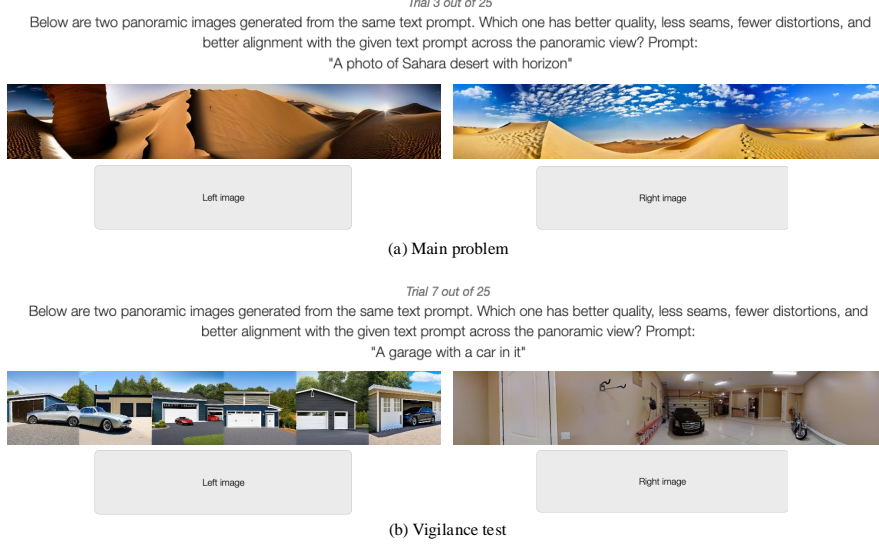 Trial 3 out of 25
Below are two panoramic images generated from the same text prompt. Which one has better quality, less seams, fewer distortions, and
better alignment with the given text prompt across the panoramic view? Prompt:
"A photo of Sahara desert with horizon"
Left image
Right image
(a) Main problem
Trial 7 out of 25
Below are two panoramic images generated from the same text prompt. Which one has better quality, less seams, fewer distortions, and
better alignment with the given text prompt across the panoramic view? Prompt:
"A garage with a car in it"
Left image
Right image
(b) Vigilance test